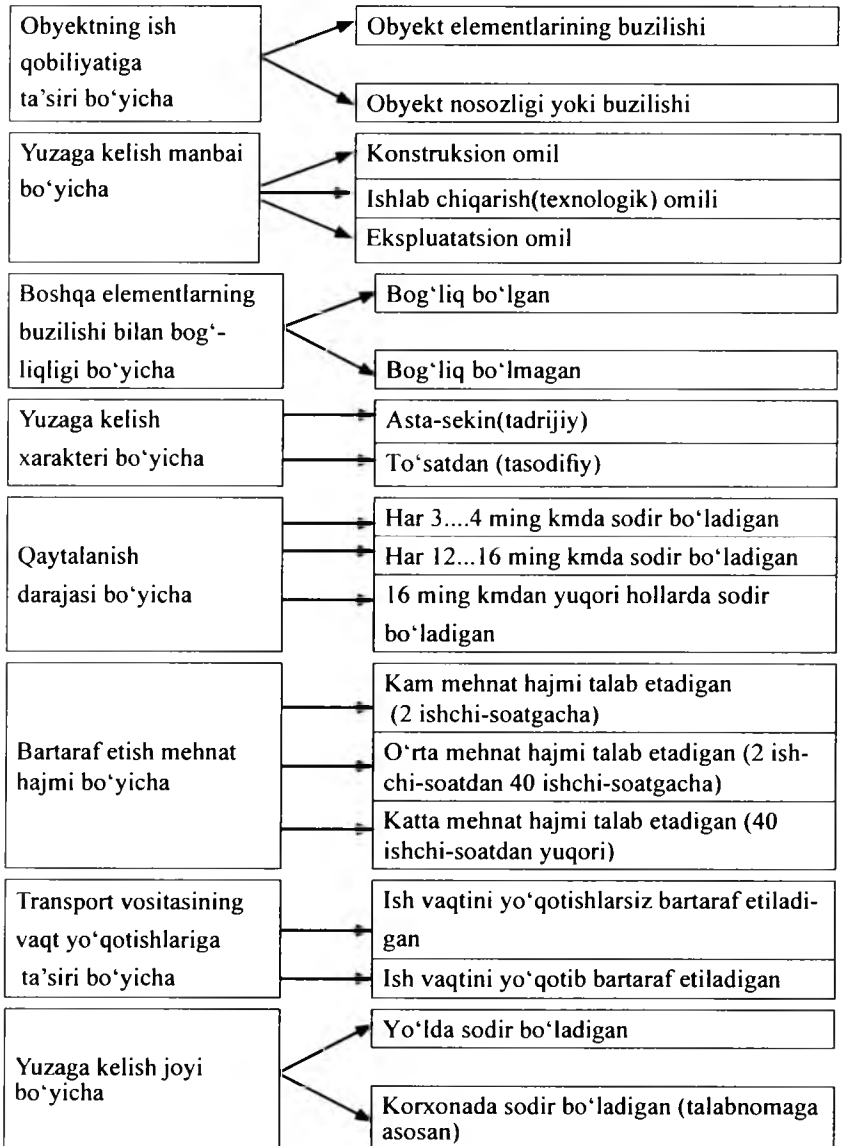 Obyektning ish
qobiliyatiga
ta'siri bo‘yicha
Obyekt elementlarining buzilishi
Obyekt nosozligi yoki buzilishi
Yuzaga kelish manbai
bo‘yicha
Konstruksion omil
Ishlab chiqarish(texnologik) omili
Ekspluatatsion omil
Boshqa elementlarning
buzilishi bilan bog‘-
liqligi bo‘yicha
Bog‘liq bo‘lgan
Bog‘liq bo‘lmagan
Yuzaga kelish
xarakteri bo‘yicha
Asta-sekin(tadrijiy)
To‘satdan (tasodifiy)
Qaytalanish
darajasi bo‘yicha
Har 3....4 ming kmda sodir bo‘ladigan
Har 12...16 ming kmda sodir bo‘ladigan
16 ming kmdan yuqori hollarda sodir
bo‘ladigan
Bartaraf etish mehnat
hajmi bo‘yicha
Kam mehnat hajmi talab etadigan
(2 ishchi-soatgacha)
O‘rta mehnat hajmi talab etadigan (2 ish-
chi-soatdan 40 ishchi-soatgacha)
Katta mehnat hajmi talab etadigan (40
ishchi-soatdan yuqori)
Transport vositasining
vaqt yo‘qotishlariga
ta’siri bo‘yicha
Ish vaqtini yo‘qotishlarsiz bartaraf etiladi-
gan
Ish vaqtini yo‘qotib bartaraf etiladigan
Yuzaga kelish joyi
bo‘yicha
Yo‘lda sodir bo‘ladigan
Korxonada sodir bo‘ladigan (talabnomaga
asosan)